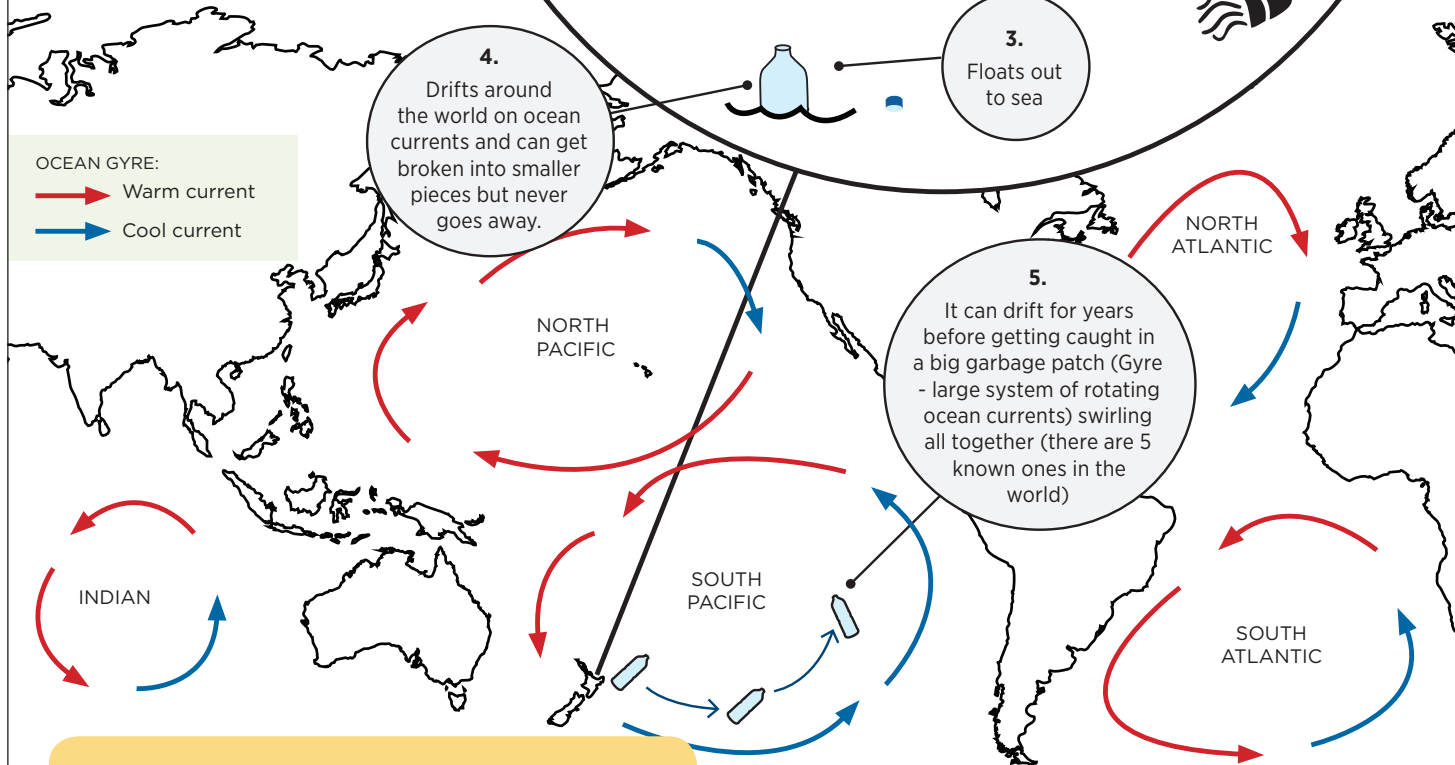 3.
Floats out
to sea
4.
Drifts around
the world on ocean
currents and can get
broken into smaller
pieces but never
goes away.
OCEAN GYRE:
Warm current
Cool current
NORTH
ATLANTIC
5.
It can drift for years
before getting caught in
a big garbage patch (Gyre
- large system of rotating
ocean currents) swirling
all together (there are 5
known ones in the
world)
NORTH
PACIFIC
INDIAN
SOUTH
PACIFIC
SOUTH
ATLANTIC